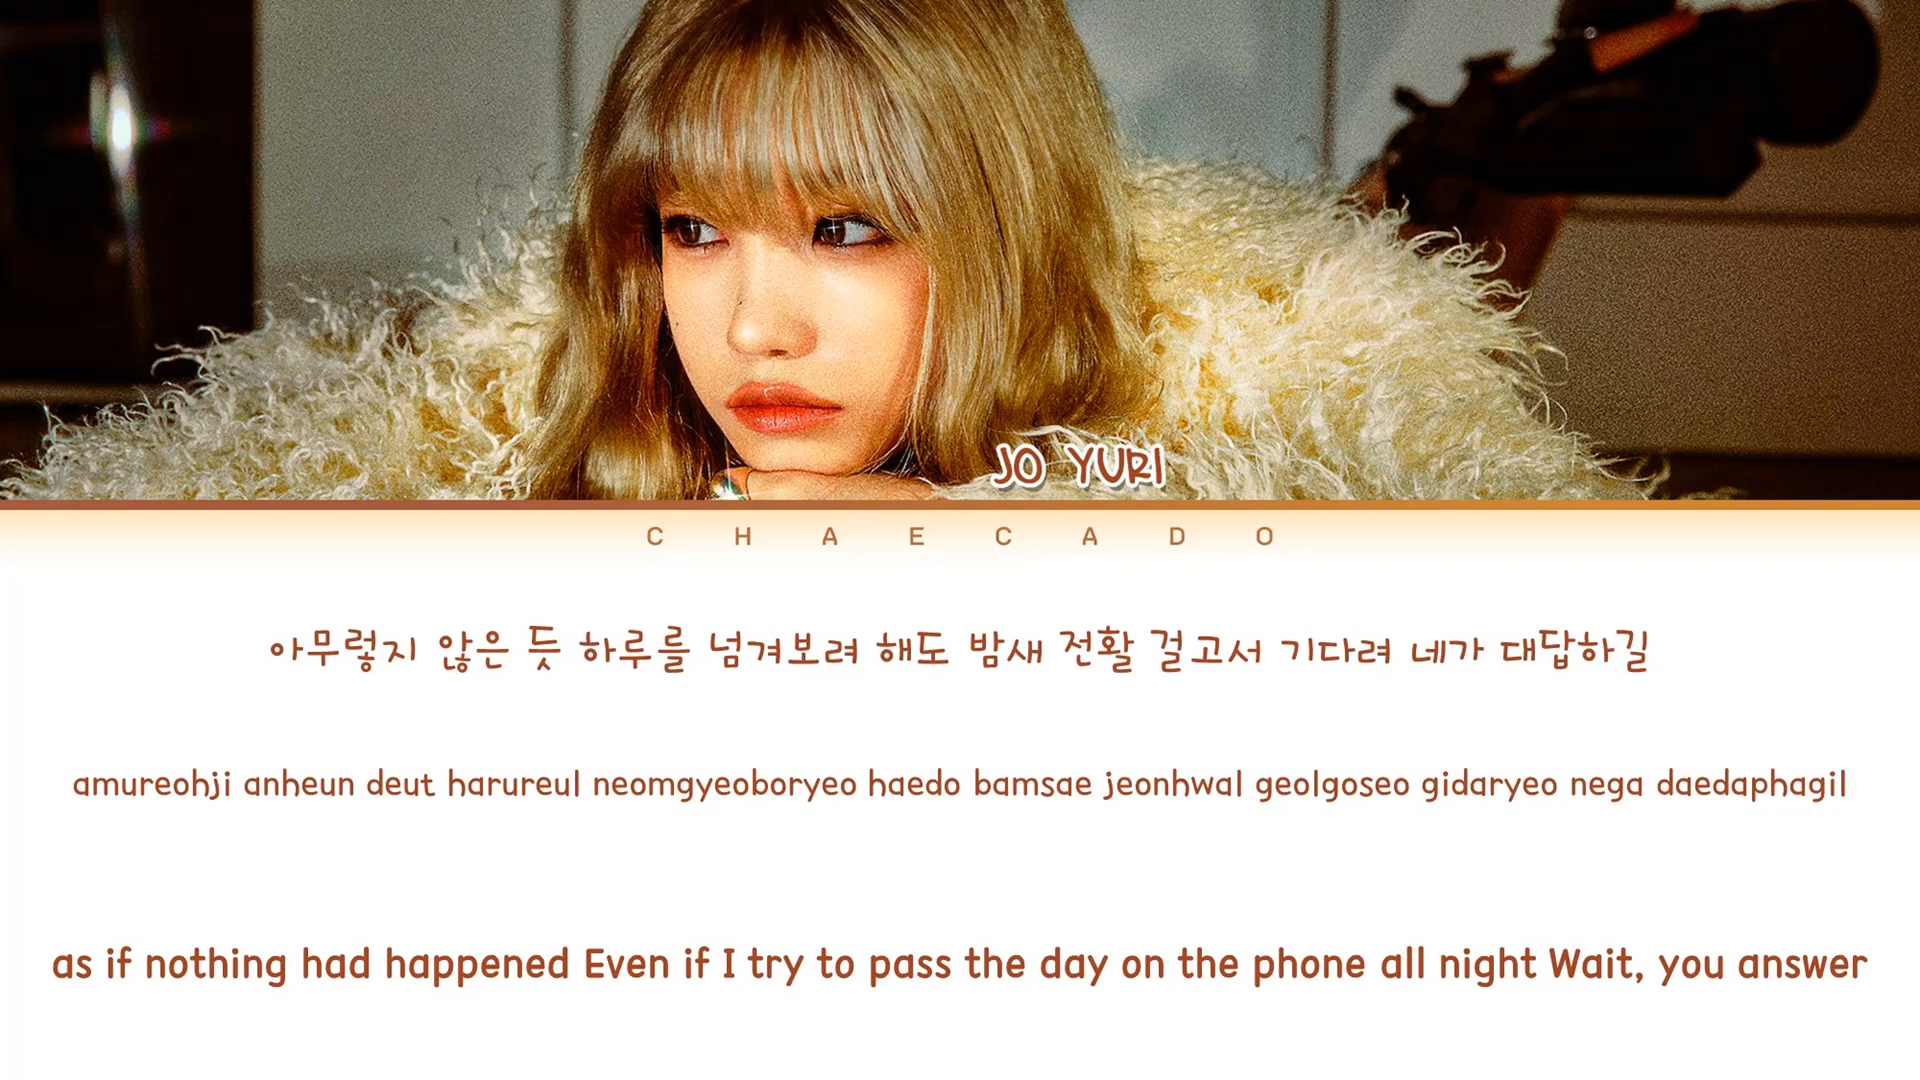 JO YURI
CHAECADO
아무렇지 않은 듯 하루를 넘겨보려 해도 밤새 전활 걸고서 기다려 네가 대답하길
amureohji anheun deut harureul neomgyeoboryeo haedo bamsae jeonhwal geolgoseo gidaryeo nega daedaphagil
as if nothing had happened Even if I try to pass the day on the phone all night Wait, you answer